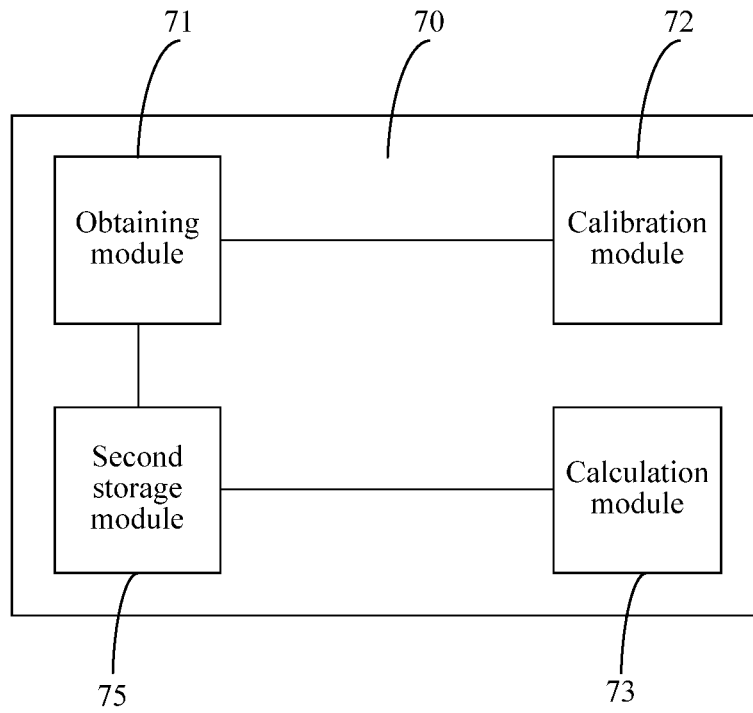 71 70 72
Obtaining
module
Calibration
module
Second
storage
module
Calculation
module
75 73